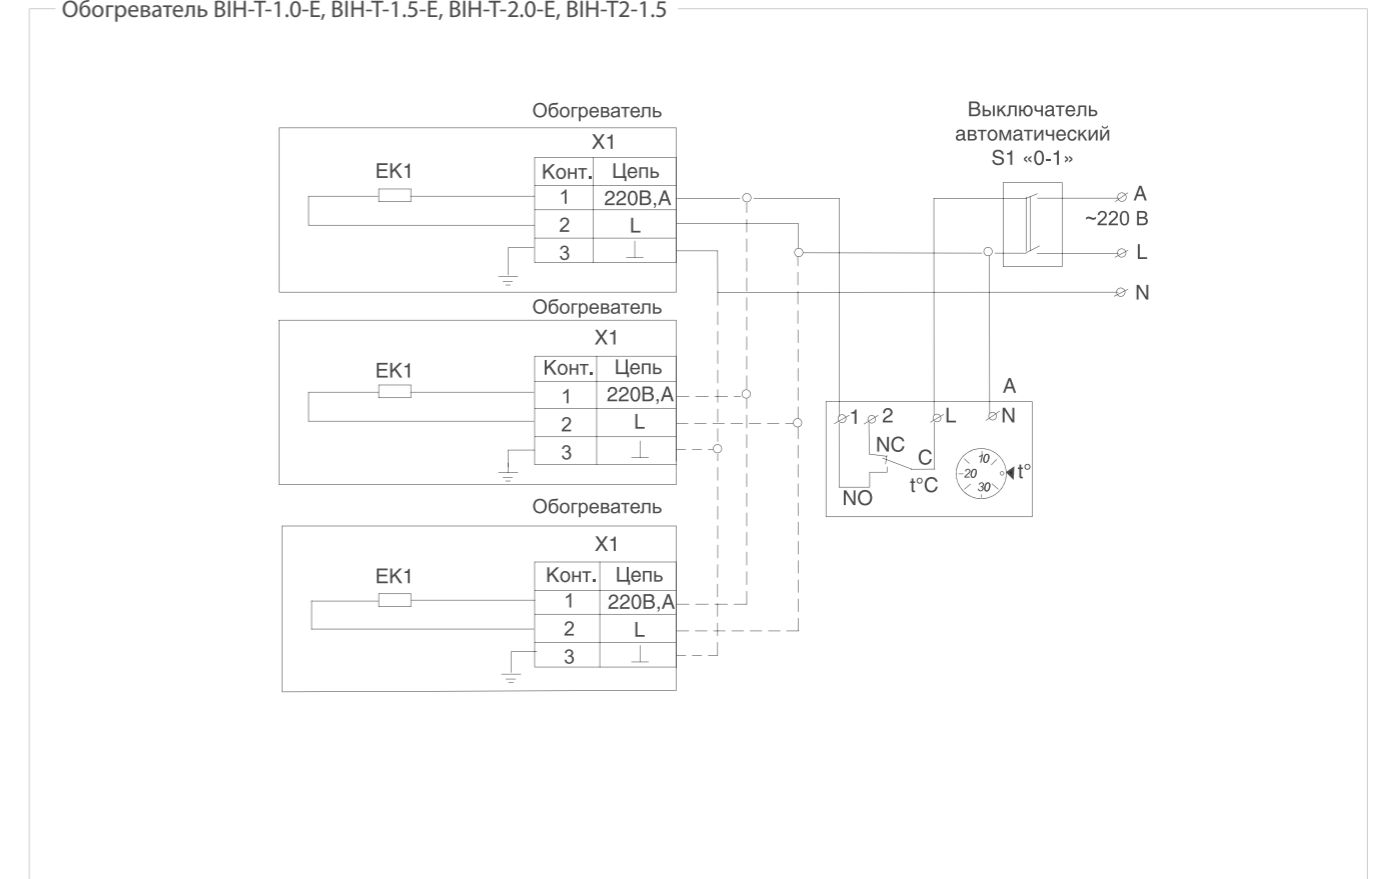 Обогреватель BIH-T-1.0-E, BIH-T-1.5-E, BIH-T-2.0-E, BIH-T2-1.5
Обогреватель
X1
EK1
Конт. Цепь
1 220В,А
2 L
3 ⊥
Выключатель
автоматический
S1 «0-1»
A
~220 В
L
N
Обогреватель
X1
EK1
Конт. Цепь
1 220В,А
2 L
3 ⊥
A
1 2 L N
NC
C
NO
t°C
10
20
30
t°
Обогреватель
X1
EK1
Конт. Цепь
1 220В,А
2 L
3 ⊥